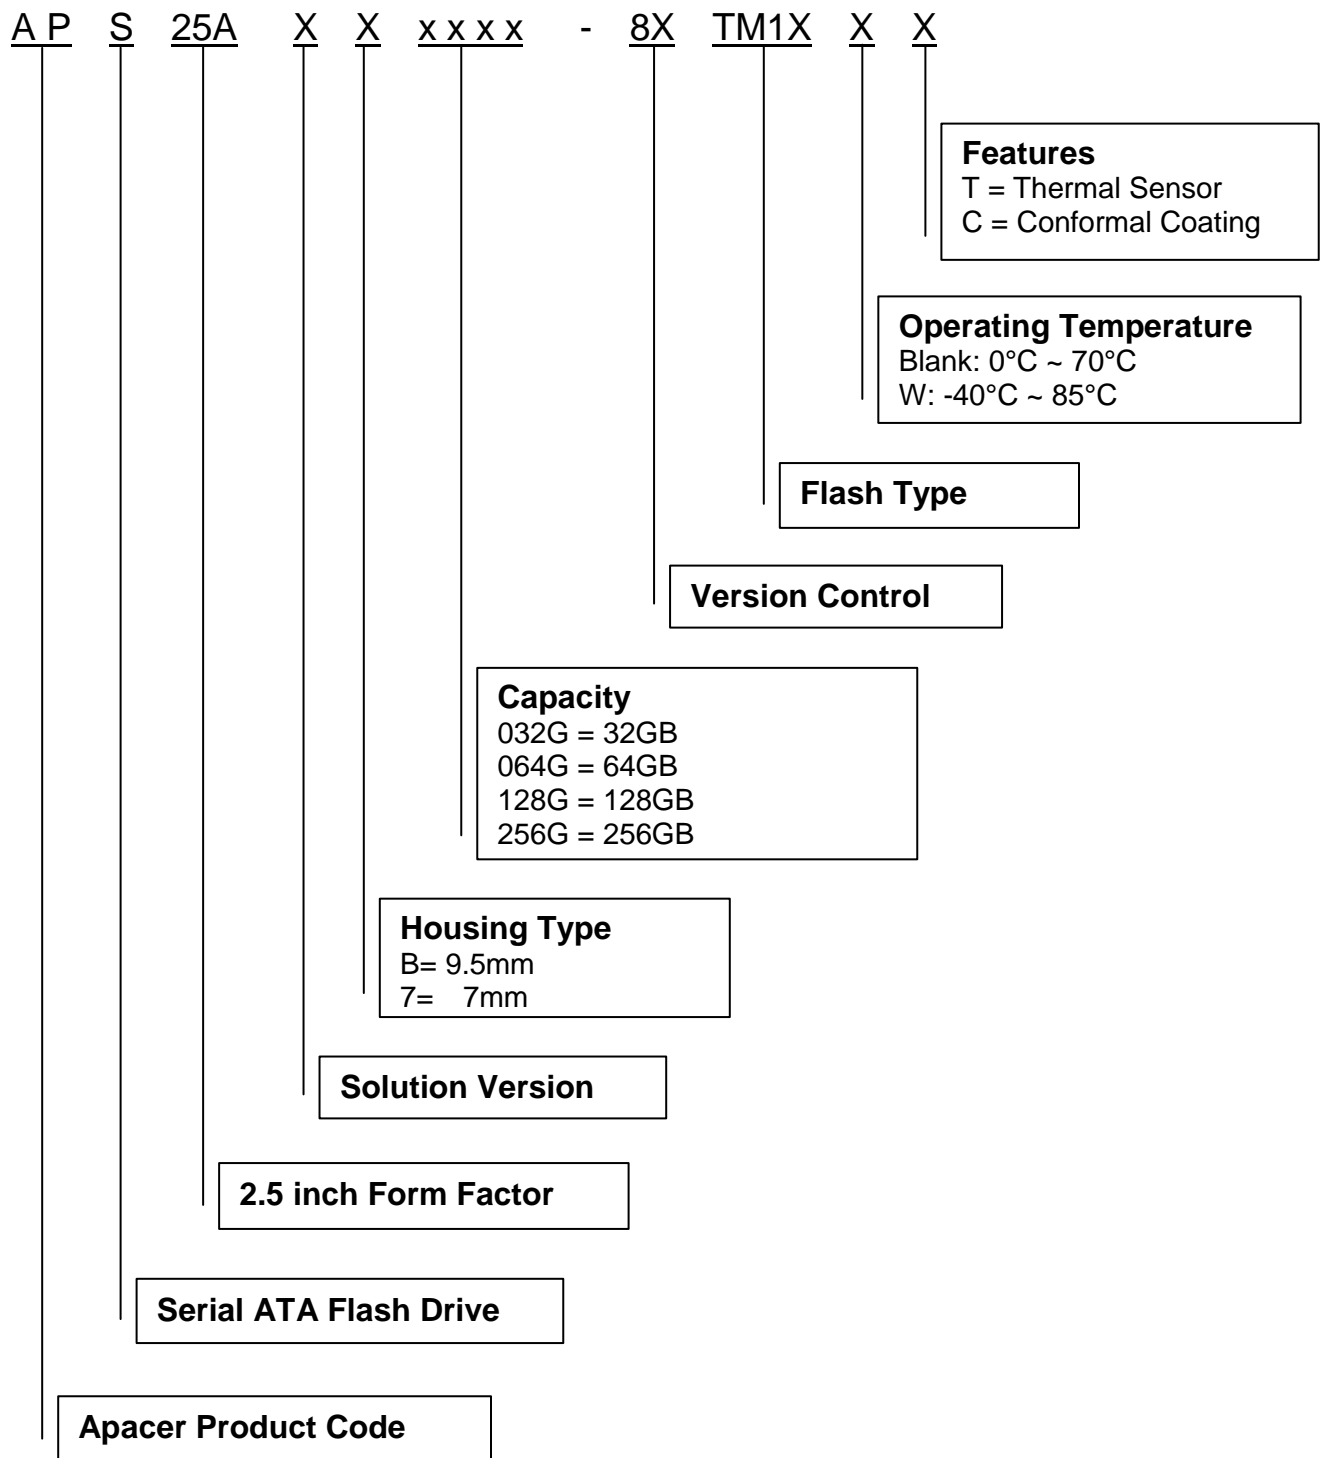 A P S 25A X X x x x x - 8X TM1X X X
Features
T = Thermal Sensor
C = Conformal Coating
Operating Temperature
Blank: 0°C ~ 70°C
W: -40°C ~ 85°C
Flash Type
Version Control
Capacity
032G = 32GB
064G = 64GB
128G = 128GB
256G = 256GB
Housing Type
B= 9.5mm
7= 7mm
Solution Version
2.5 inch Form Factor
Serial ATA Flash Drive
Apacer Product Code